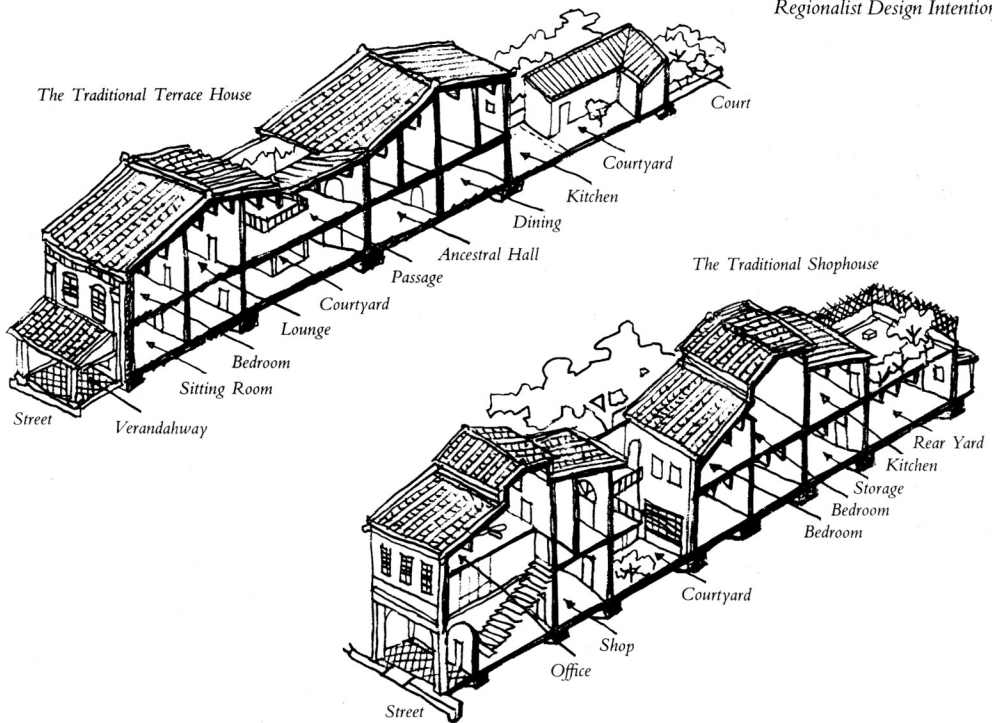 Regionalist Design Intention
The Traditional Terrace House
Court
Courtyard
Kitchen
Dining
Ancestral Hall
Passage
Courtyard
Lounge
Bedroom
Sitting Room
Verandahway
Street
The Traditional Shophouse
Rear Yard
Kitchen
Storage
Bedroom
Bedroom
Courtyard
Shop
Office
Street